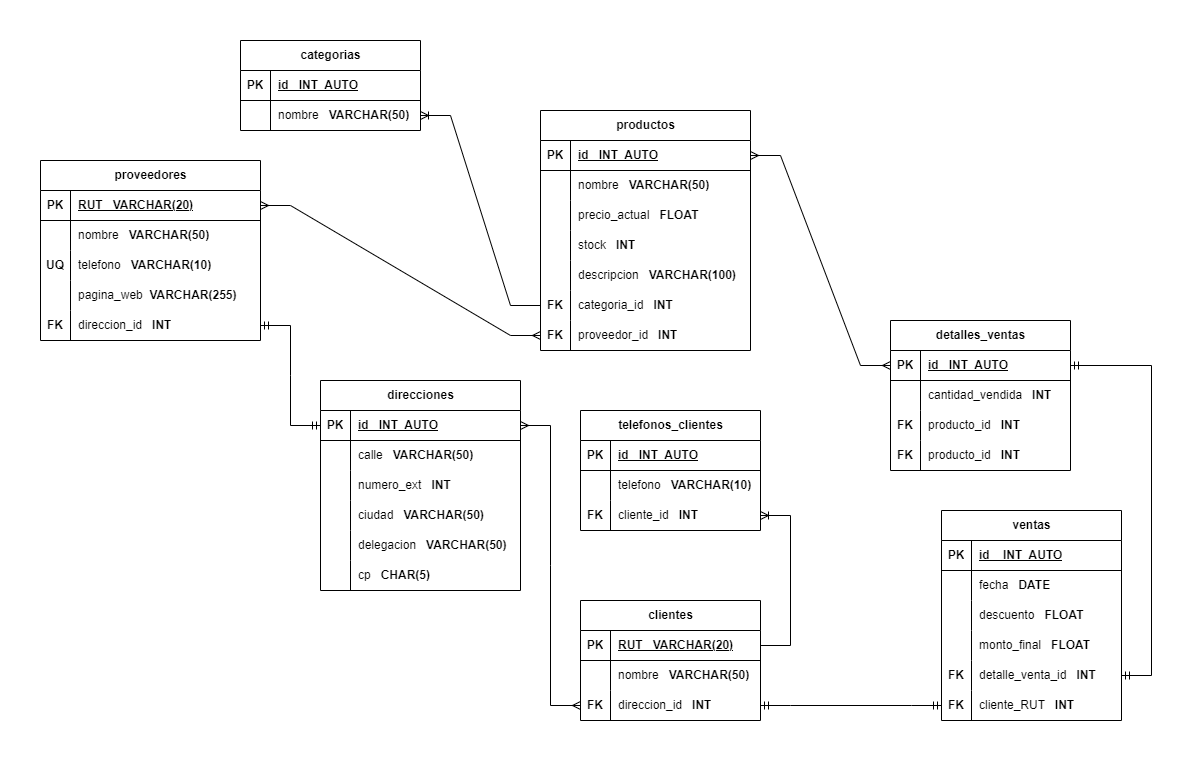 categorias
PK id INT AUTO
nombre VARCHAR(50)
proveedores
PK RUT VARCHAR(20)
nombre VARCHAR(50)
UQ telefono VARCHAR(10)
pagina_web VARCHAR(255)
FK direccion_id INT
productos
PK id INT AUTO
nombre VARCHAR(50)
precio_actual FLOAT
stock INT
descripcion VARCHAR(100)
FK categoria_id INT
FK proveedor_id INT
detalles_ventas
PK id INT AUTO
cantidad_vendida INT
FK producto_id INT
FK producto_id INT
direcciones
PK id INT AUTO
calle VARCHAR(50)
numero_ext INT
ciudad VARCHAR(50)
delegacion VARCHAR(50)
cp CHAR(5)
telefonos_clientes
PK id INT AUTO
telefono VARCHAR(10)
FK cliente_id INT
clientes
PK RUT VARCHAR(20)
nombre VARCHAR(50)
FK direccion_id INT
ventas
PK id INT AUTO
fecha DATE
descuento FLOAT
monto_final FLOAT
FK detalle_venta_id INT
FK cliente_RUT INT